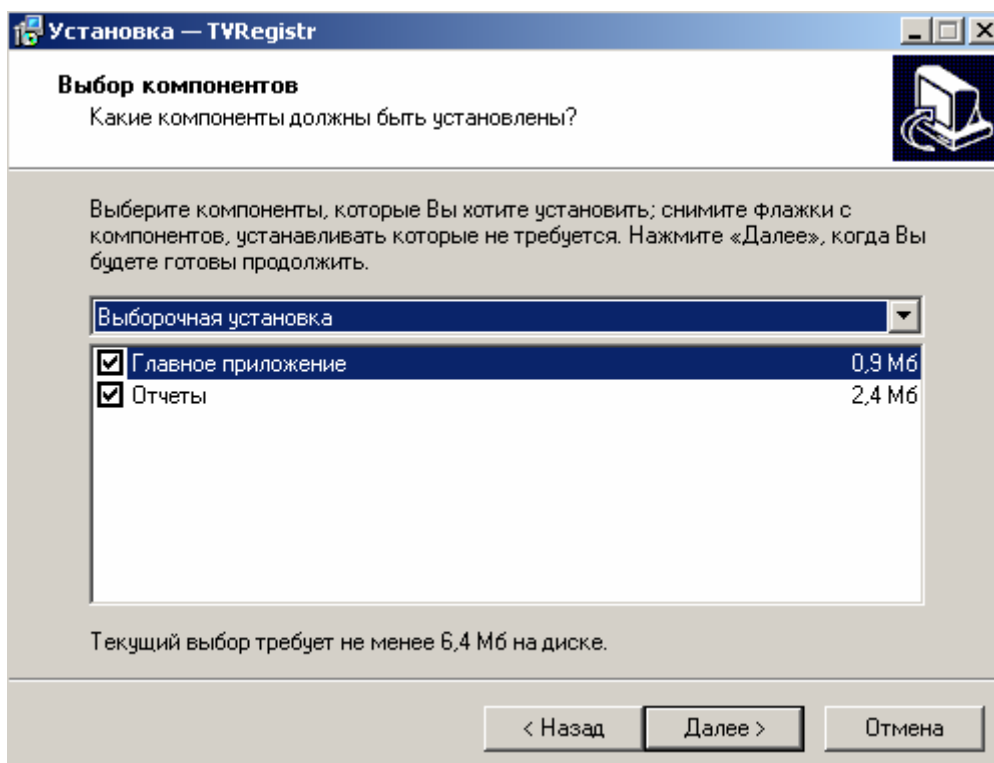 Установка — TVRegistr
Выбор компонентов
Какие компоненты должны быть установлены?
Выберите компоненты, которые Вы хотите установить; снимите флажки с
компонентов, устанавливать которые не требуется. Нажмите «Далее», когда Вы
будете готовы продолжить.
Выборочная установка
Главное приложение 0,9 Мб
Отчеты 2,4 Мб
Текущий выбор требует не менее 6,4 Мб на диске.
< Назад Далее > Отмена